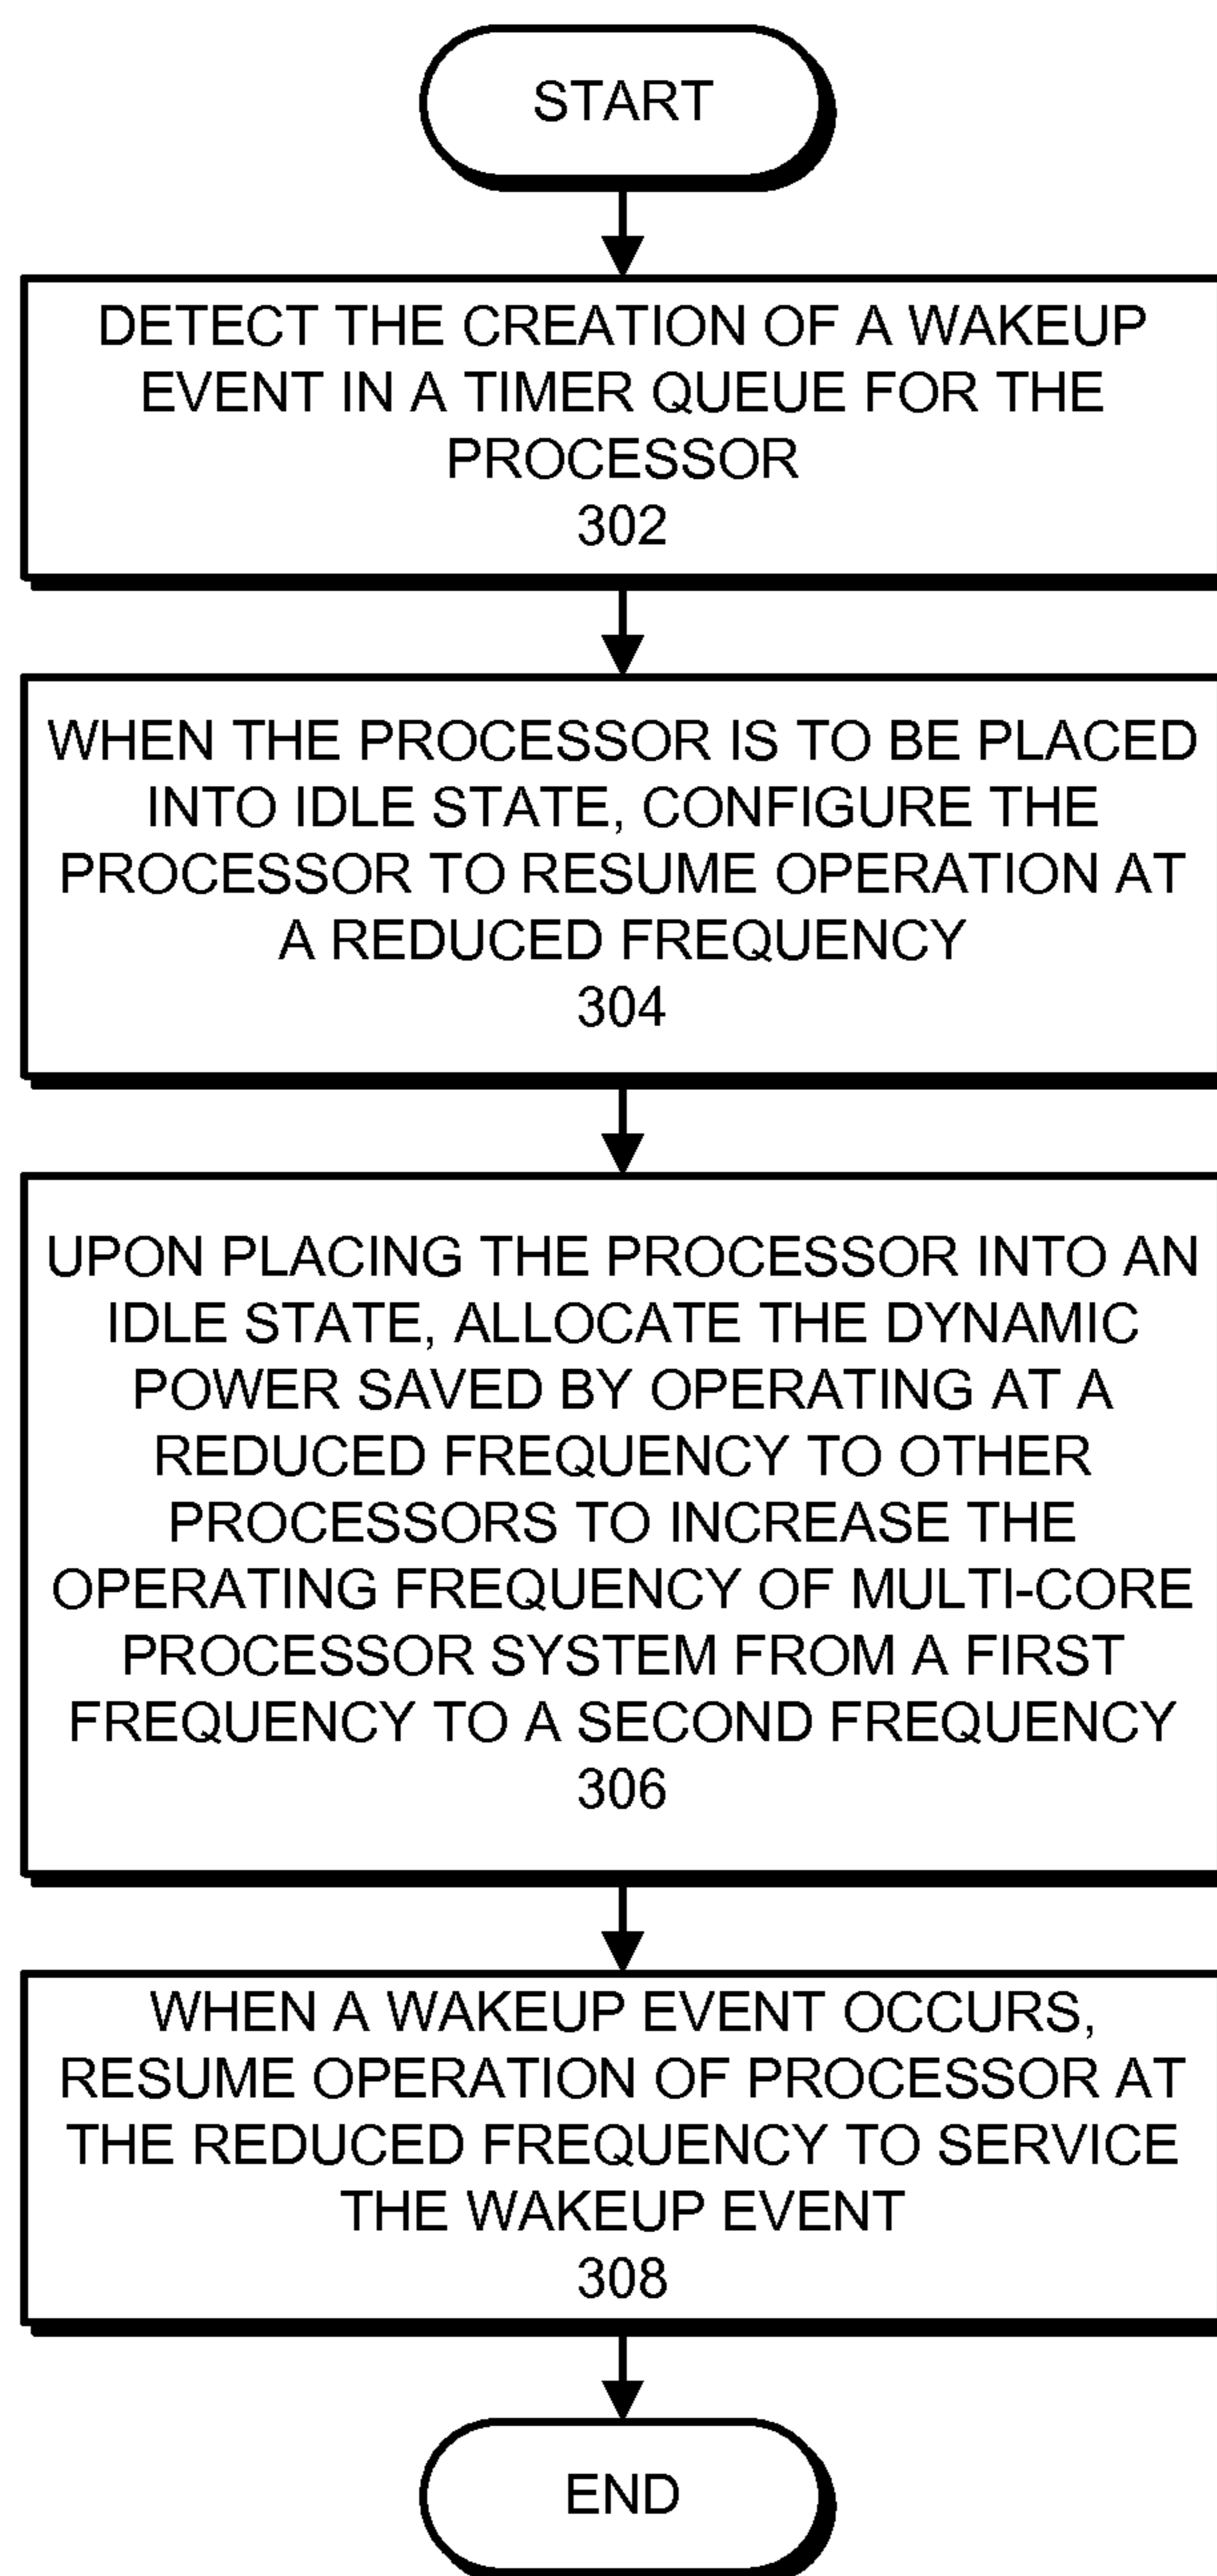 START
DETECT THE CREATION OF A WAKEUP
EVENT IN A TIMER QUEUE FOR THE
PROCESSOR
302
WHEN THE PROCESSOR IS TO BE PLACED
INTO IDLE STATE, CONFIGURE THE
PROCESSOR TO RESUME OPERATION AT
A REDUCED FREQUENCY
304
UPON PLACING THE PROCESSOR INTO AN
IDLE STATE, ALLOCATE THE DYNAMIC
POWER SAVED BY OPERATING AT A
REDUCED FREQUENCY TO OTHER
PROCESSORS TO INCREASE THE
OPERATING FREQUENCY OF MULTI-CORE
PROCESSOR SYSTEM FROM A FIRST
FREQUENCY TO A SECOND FREQUENCY
306
WHEN A WAKEUP EVENT OCCURS,
RESUME OPERATION OF PROCESSOR AT
THE REDUCED FREQUENCY TO SERVICE
THE WAKEUP EVENT
308
END